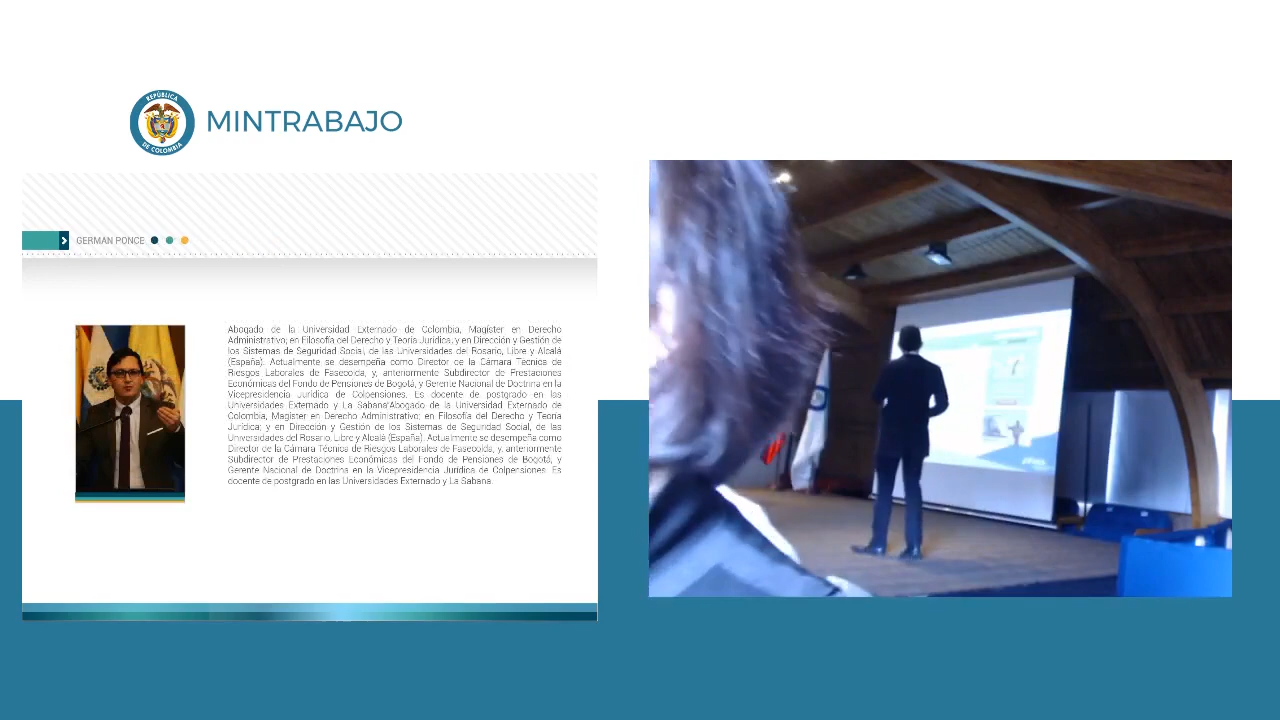 REPÚBLICA
DE COLOMBIA
MINTRABAJO
GERMAN PONCE
Abogado de la Universidad Externado de Colombia, Magíster en Derecho
Administrativo; en Filosofía del Derecho y Teoría Jurídica; y en Dirección y Gestión de
los Sistemas de Seguridad Social, de las Universidades del Rosario, Libre y Alcalá
(España). Actualmente se desempeña como Director de la Cámara Técnica de
Riesgos Laborales de Fasecolda, y, anteriormente Subdirector de Prestaciones
Económicas del Fondo de Pensiones de Bogotá, y Gerente Nacional de Doctrina en la
Vicepresidencia Jurídica de Colpensiones. Es docente de postgrado en las
Universidades Externado y La Sabana"Abogado de la Universidad Externado de
Colombia, Magíster en Derecho Administrativo; en Filosofía del Derecho y Teoría
Jurídica; y en Dirección y Gestión de los Sistemas de Seguridad Social, de las
Universidades del Rosario, Libre y Alcalá (España). Actualmente se desempeña como
Director de la Cámara Técnica de Riesgos Laborales de Fasecolda, y, anteriormente
Subdirector de Prestaciones Económicas del Fondo de Pensiones de Bogotá, y
Gerente Nacional de Doctrina en la Vicepresidencia Jurídica de Colpensiones. Es
docente de postgrado en las Universidades Externado y La Sabana.